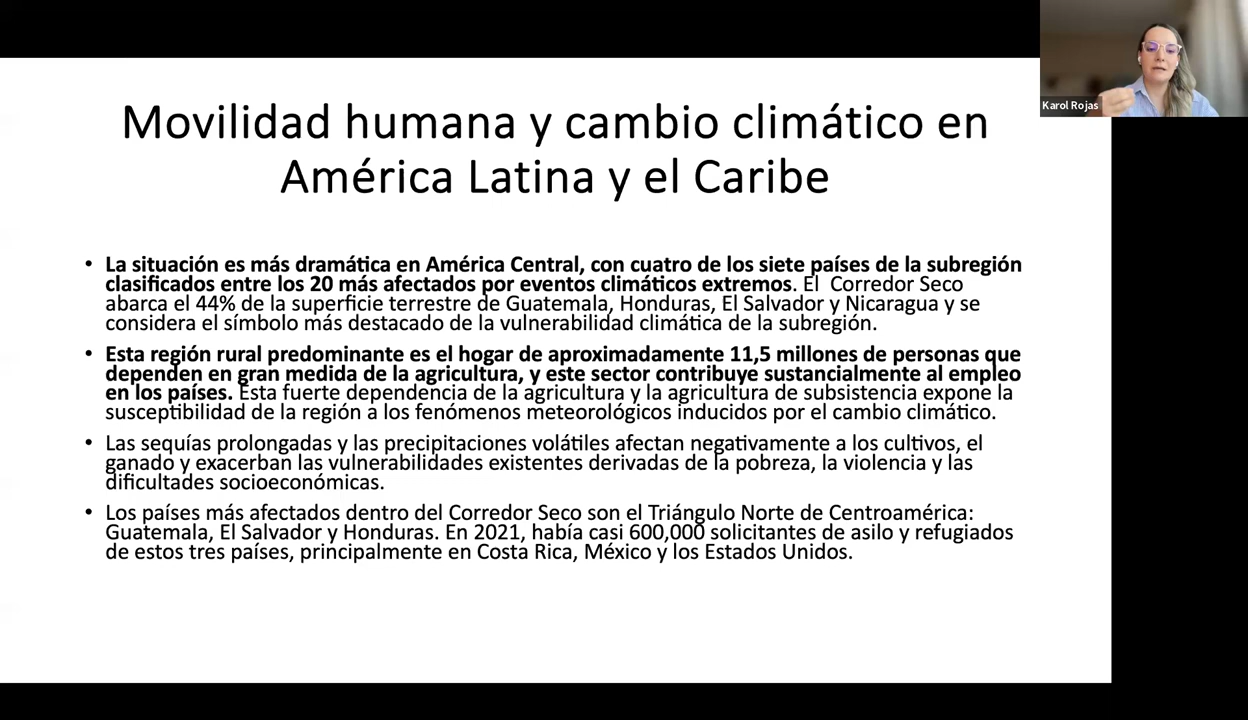 Movilidad humana y cambio climático en
América Latina y el Caribe
Karol Rojas
• La situación es más dramática en América Central, con cuatro de los siete países de la subregión
clasificados entre los 20 más afectados por eventos climáticos extremos. El Corredor Seco
abarca el 44% de la superficie terrestre de Guatemala, Honduras, El Salvador y Nicaragua y se
considera el símbolo más destacado de la vulnerabilidad climática de la subregión.
• Esta región rural predominante es el hogar de aproximadamente 11,5 millones de personas que
dependen en gran medida de la agricultura, y este sector contribuye sustancialmente al empleo
en los países. Esta fuerte dependencia de la agricultura y la agricultura de subsistencia expone la
susceptibilidad de la región a los fenómenos meteorológicos inducidos por el cambio climático.
• Las sequías prolongadas y las precipitaciones volátiles afectan negativamente a los cultivos, el
ganado y exacerban las vulnerabilidades existentes derivadas de la pobreza, la violencia y las
dificultades socioeconómicas.
• Los países más afectados dentro del Corredor Seco son el Triángulo Norte de Centroamérica:
Guatemala, El Salvador y Honduras. En 2021, había casi 600,000 solicitantes de asilo y refugiados
de estos tres países, principalmente en Costa Rica, México y los Estados Unidos.